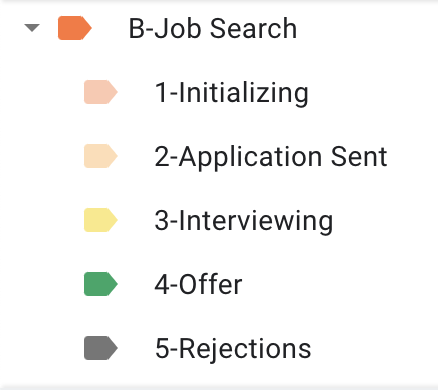 B-Job Search
1-Initializing
2-Application Sent
3-Interviewing
4-Offer
5-Rejections